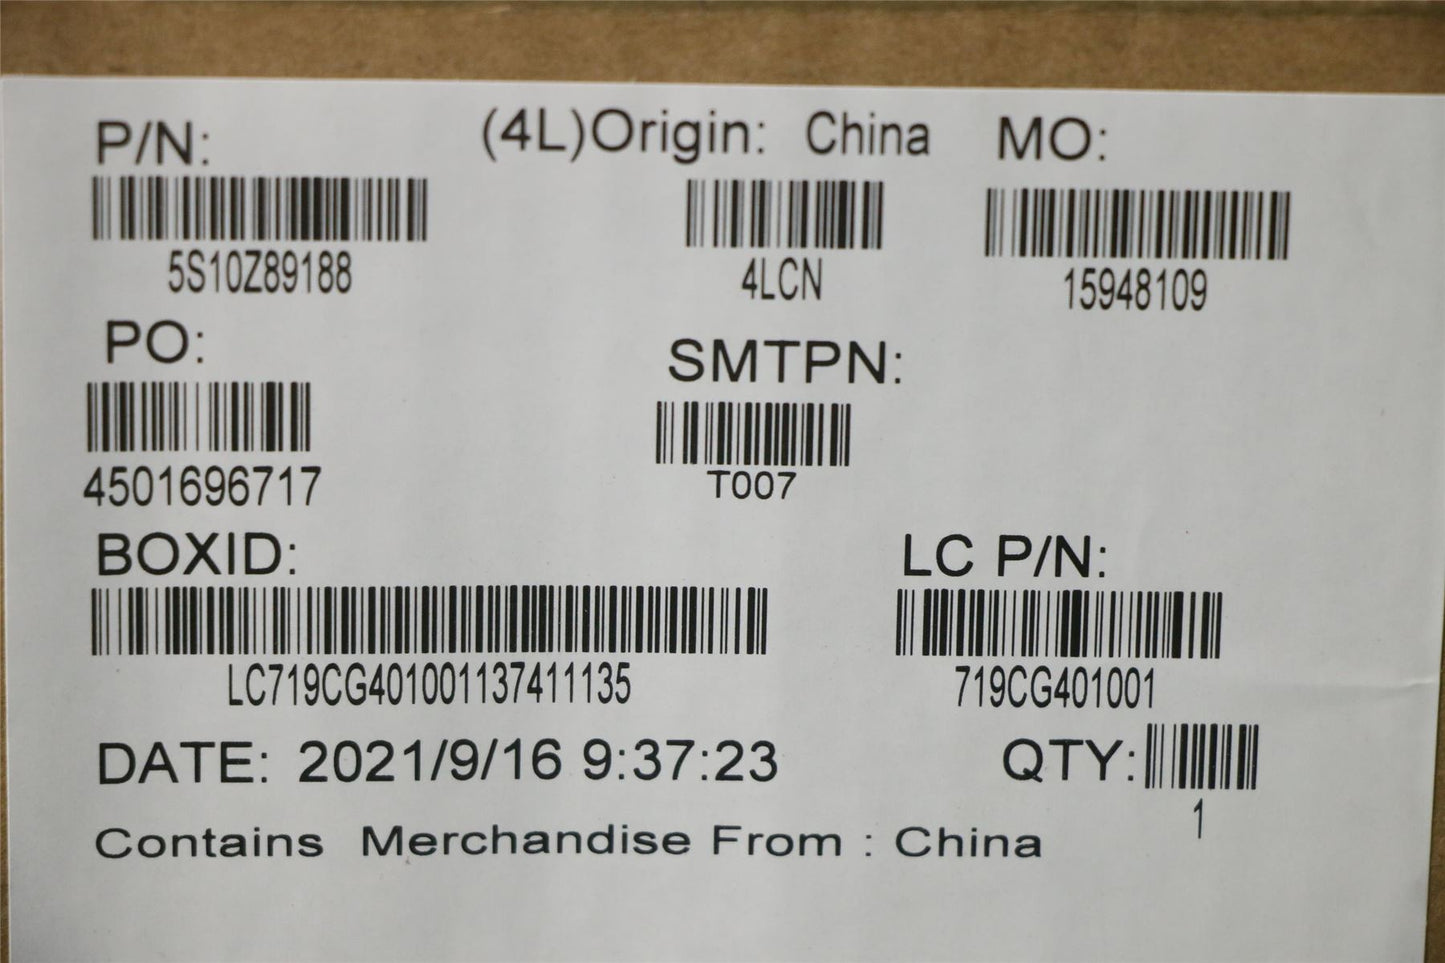 P/N: (4L)Origin: China MO:
5S10Z89188 4LCN 15948109
PO: SMTPN:
4501696717 T007
BOXID: LC P/N:
LC719CG401001137411135 719CG401001
DATE: 2021/9/16 9:37:23 QTY:
1
Contains Merchandise From : China